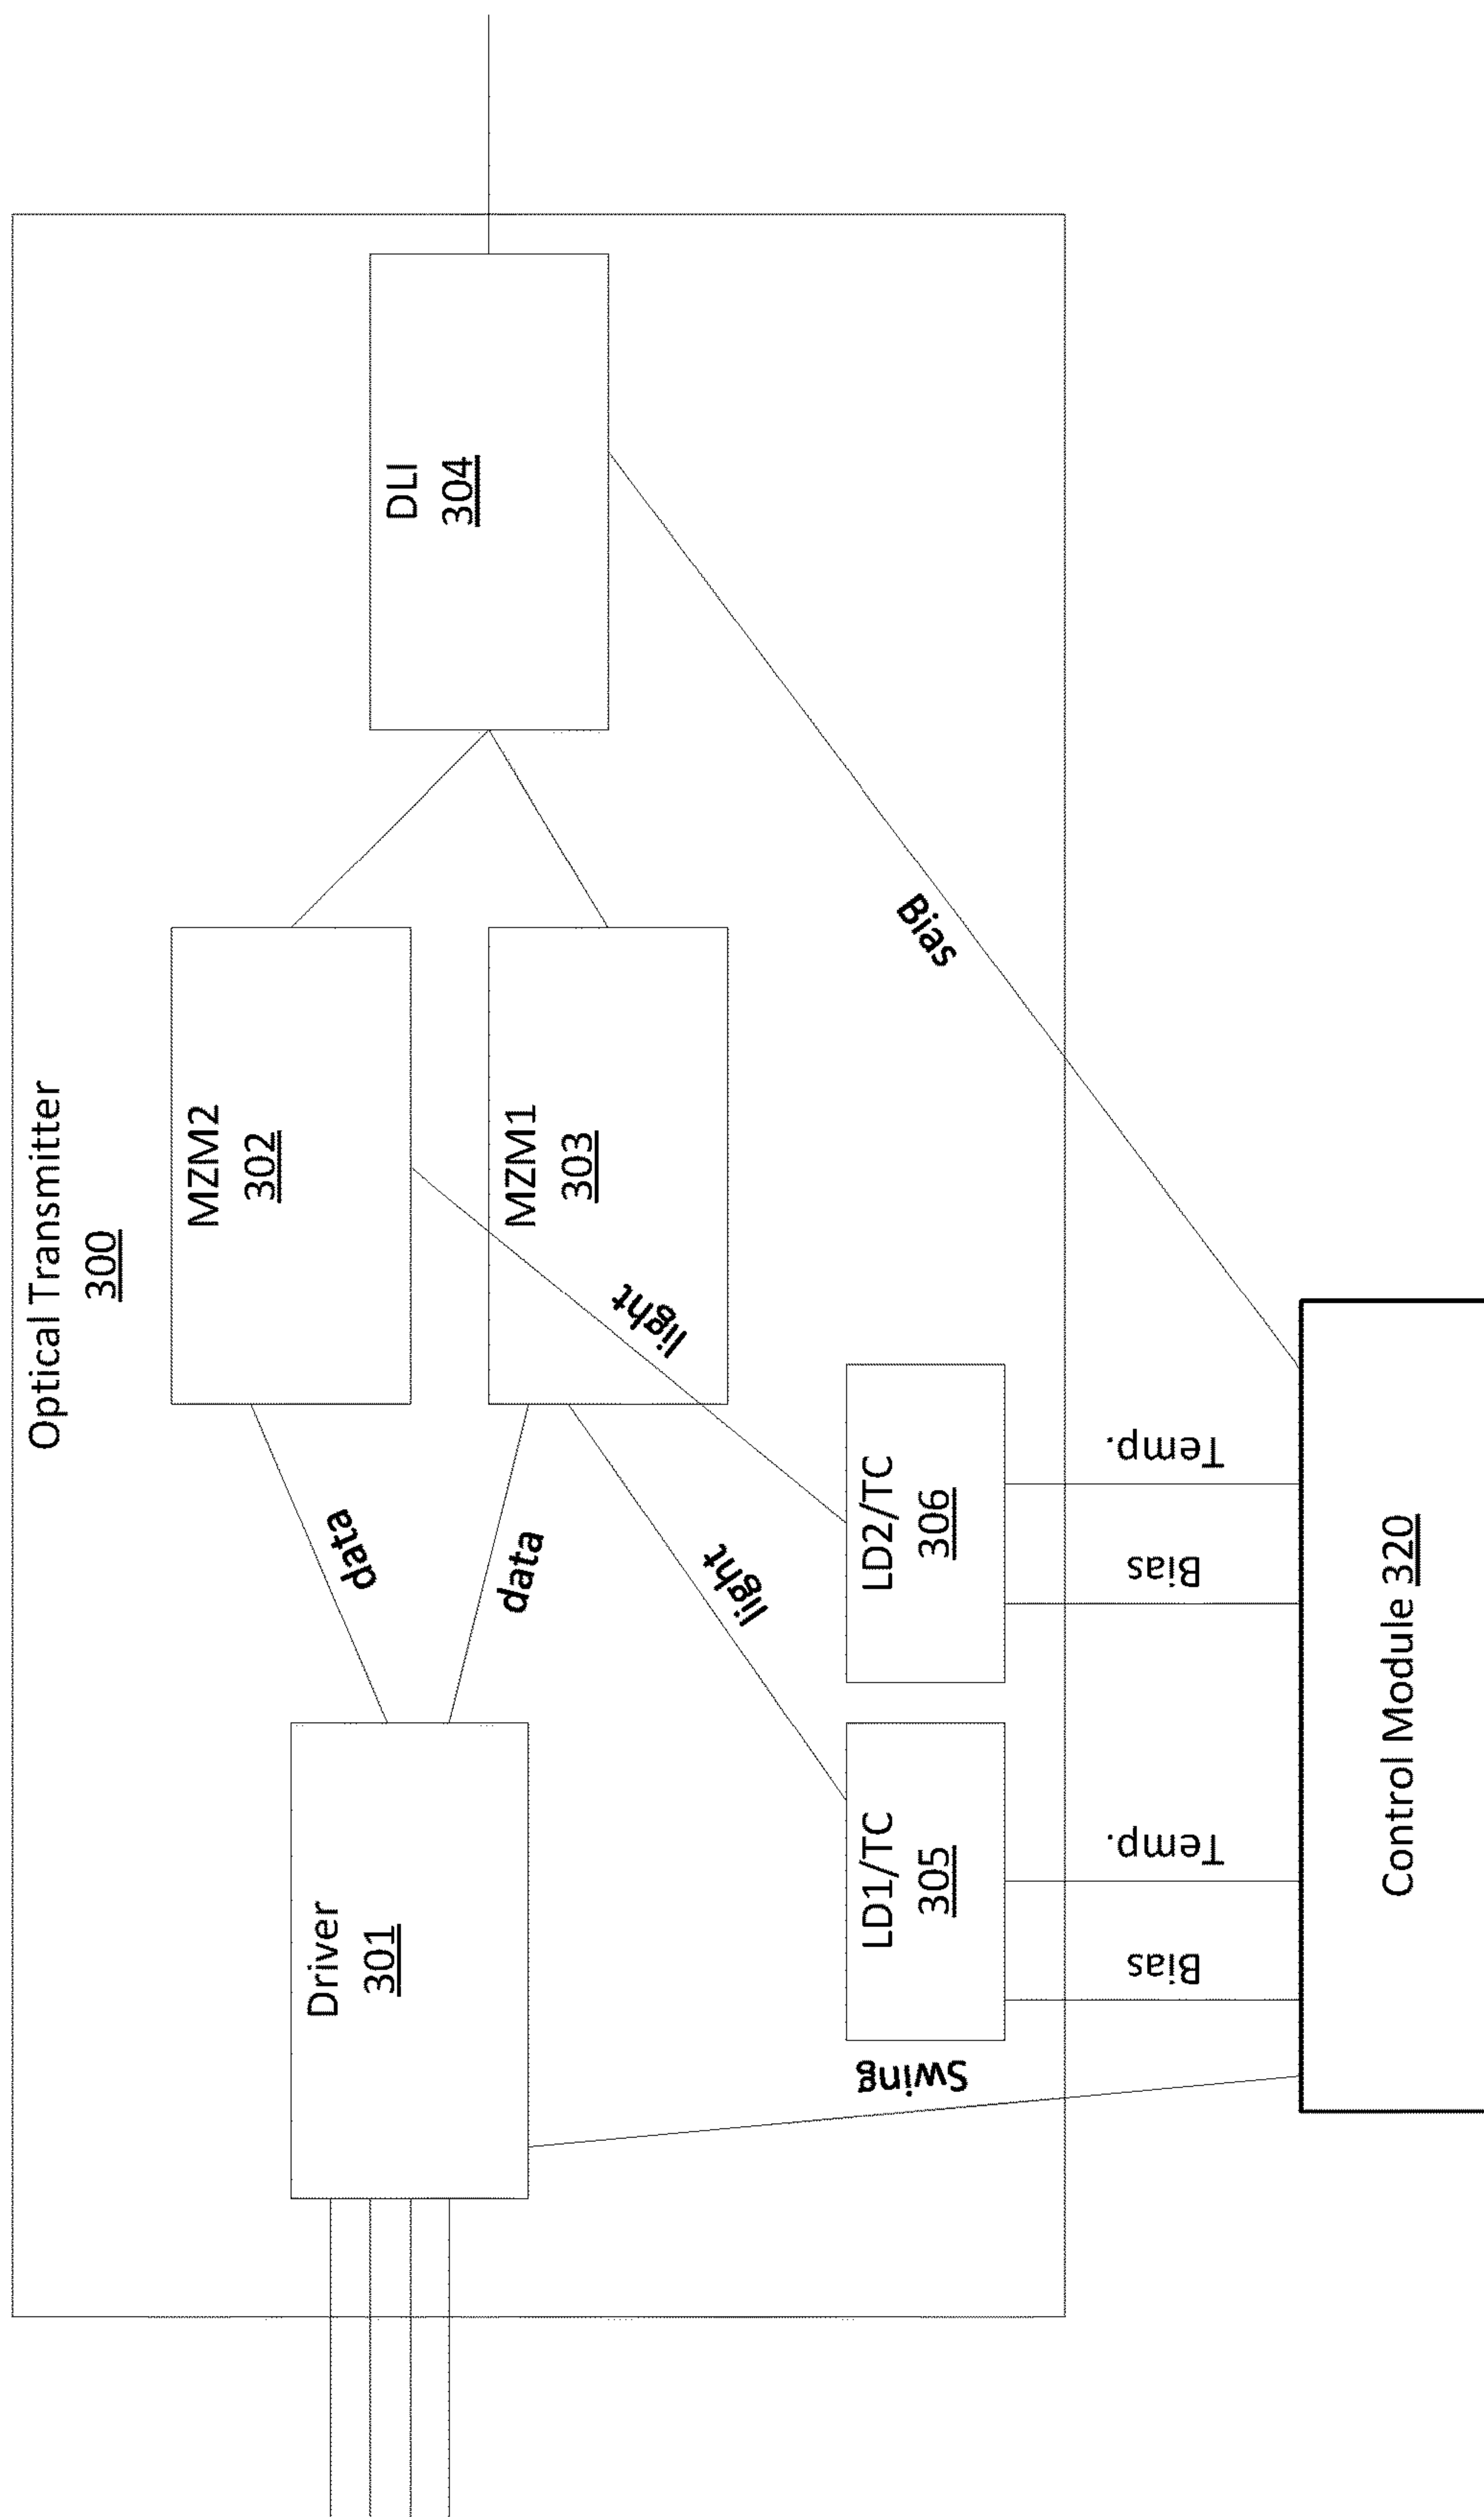 Optical Transmitter
300
MZM2
302
DLI
304
data
Driver
301
MZM1
303
data
light
light
LD1/TC
305
LD2/TC
306
Swing
Bias
Bias
Temp.
Bias
Temp.
Control Module 320